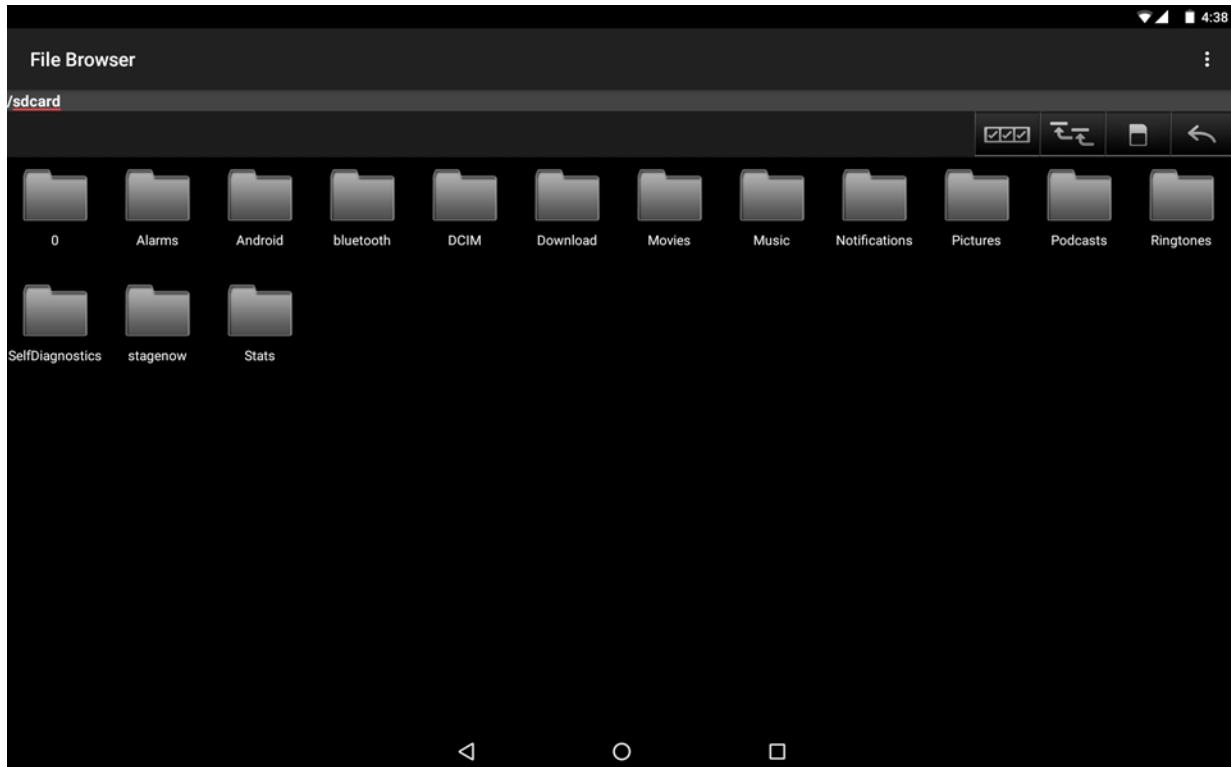 4:38
File Browser
/sdcard
0 Alarms Android bluetooth DCIM Download Movies Music Notifications Pictures Podcasts Ringtones
SelfDiagnostics stagenow Stats